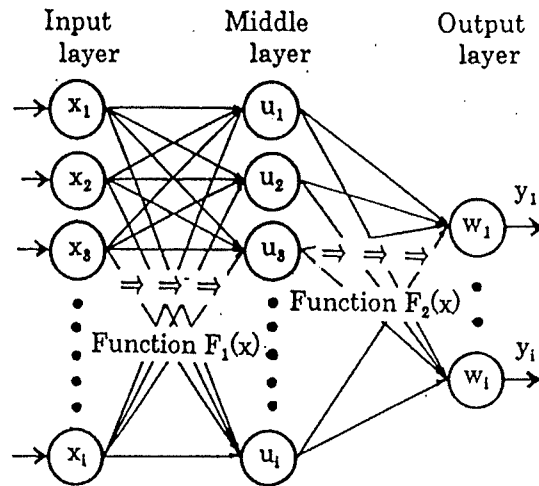 Input layer
Middle layer
Output layer
x₁
u₁
x₂
u₂
y₁
x₃
u₃
w₁
⇒ ⇒ ⇒
⇒ ⇒ ⇒
Function F₂(x)
Function F₁(x)
yᵢ
wᵢ
xᵢ
uᵢ